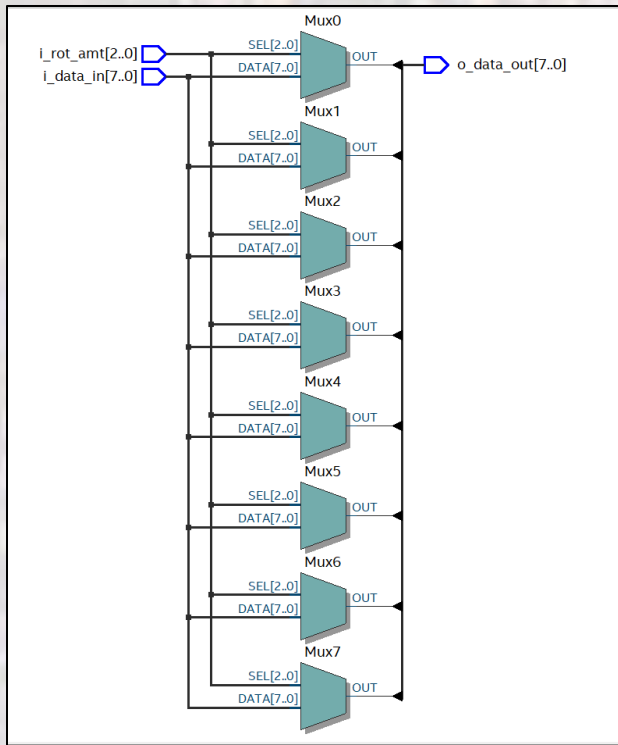 Mux0
i_rot_amt[2..0]
SEL[2..0]
OUT
o_data_out[7..0]
i_data_in[7..0]
DATA[7..0]
Mux1
SEL[2..0]
OUT
DATA[7..0]
Mux2
SEL[2..0]
OUT
DATA[7..0]
Mux3
SEL[2..0]
OUT
DATA[7..0]
Mux4
SEL[2..0]
OUT
DATA[7..0]
Mux5
SEL[2..0]
OUT
DATA[7..0]
Mux6
SEL[2..0]
OUT
DATA[7..0]
Mux7
SEL[2..0]
OUT
DATA[7..0]